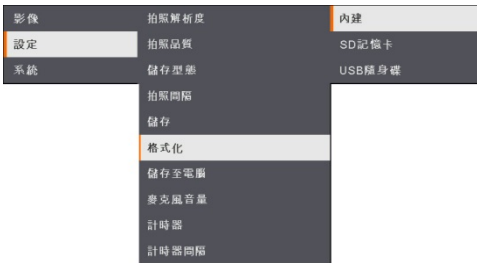 影像
設定
系統
拍照解析度
拍照品質
儲存型態
拍照間隔
儲存
格式化
儲存至電腦
麥克風音量
計時器
計時器間隔
內建
SD記憶卡
USB隨身碟